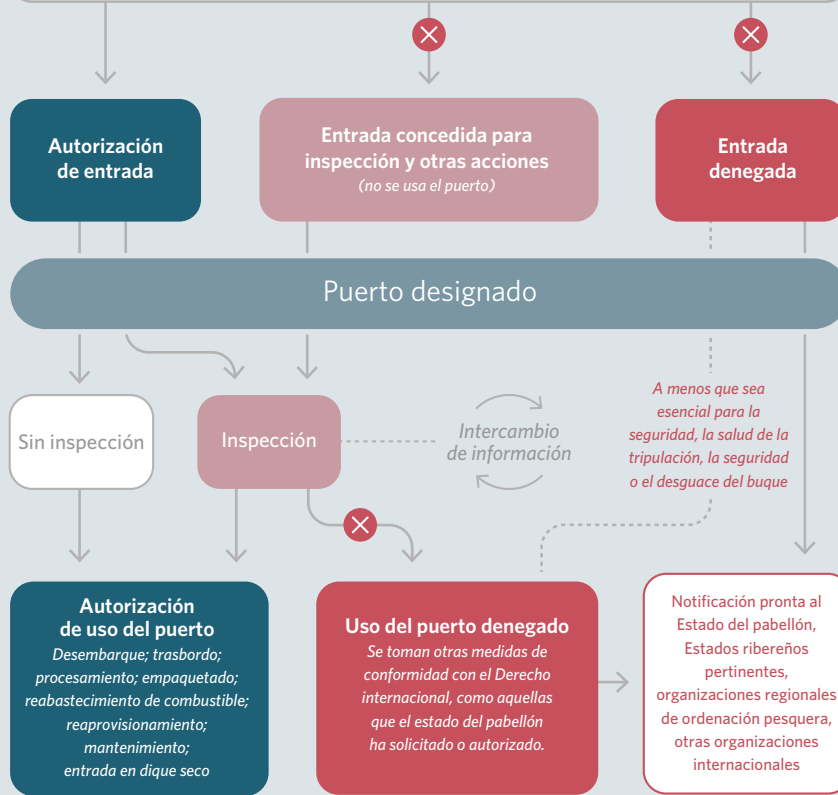 Autorización
de entrada
Entrada concedida para
inspección y otras acciones
(no se usa el puerto)
Entrada
denegada
Puerto designado
Sin inspección
Inspección
Intercambio
de información
A menos que sea
esencial para la
seguridad, la salud de la
tripulación, la seguridad
o el desguace del buque
Autorización
de uso del puerto
Desembarque; trasbordo;
procesamiento; empaquetado;
reabastecimiento de combustible;
reaprovisionamiento;
mantenimiento;
entrada en dique seco
Uso del puerto denegado
Se toman otras medidas de
conformidad con el Derecho
internacional, como aquellas
que el estado del pabellón
ha solicitado o autorizado.
Notificación pronta al
Estado del pabellón,
Estados ribereños
pertinentes,
organizaciones regionales
de ordenación pesquera,
otras organizaciones
internacionales